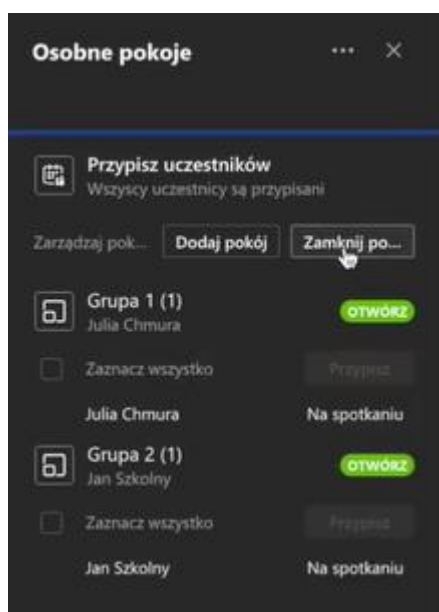 Osobne pokoje
Przypisz uczestników
Wszyscy uczestnicy są przypisani
Zarządzaj pok... Dodaj pokój Zamknij po...
Grupa 1 (1) OTWÓRZ
Julia Chmura
Zaznacz wszystko Przypisz
Julia Chmura Na spotkaniu
Grupa 2 (1) OTWÓRZ
Jan Szkolny
Zaznacz wszystko Przypisz
Jan Szkolny Na spotkaniu